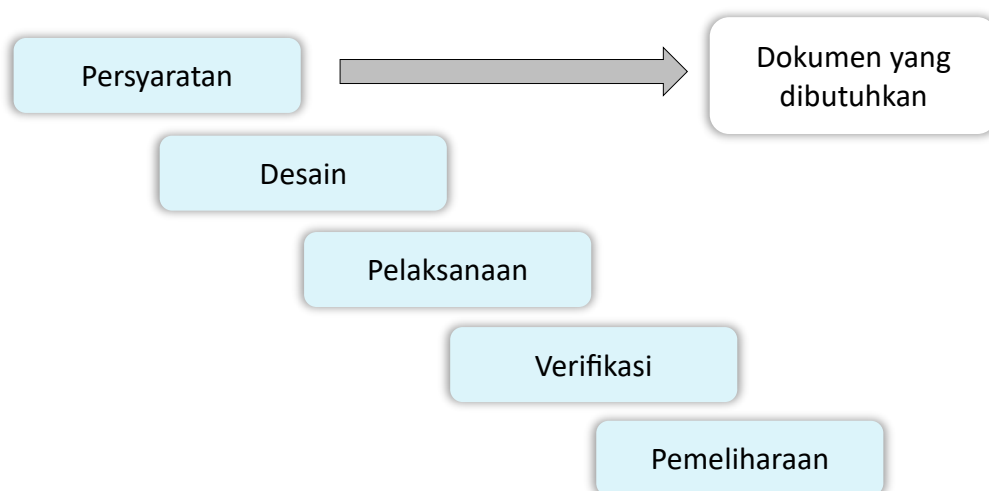 Persyaratan
Dokumen yang
dibutuhkan
Desain
Pelaksanaan
Verifikasi
Pemeliharaan